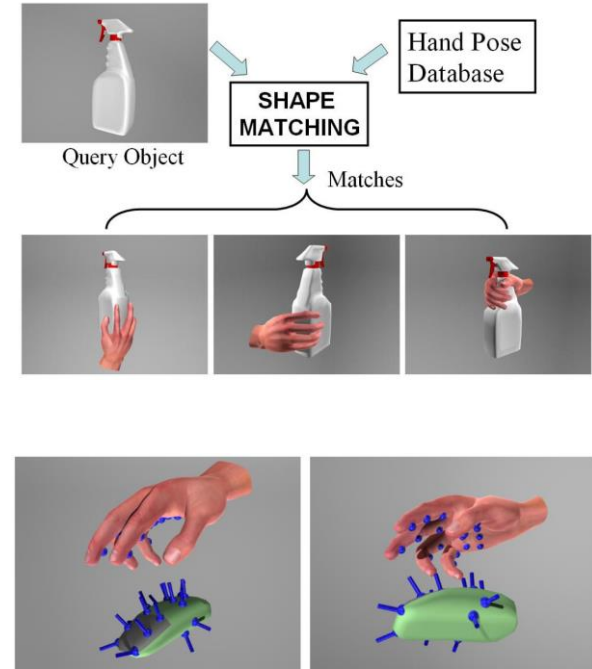 Hand Pose
Database
SHAPE
MATCHING
Query Object
Matches